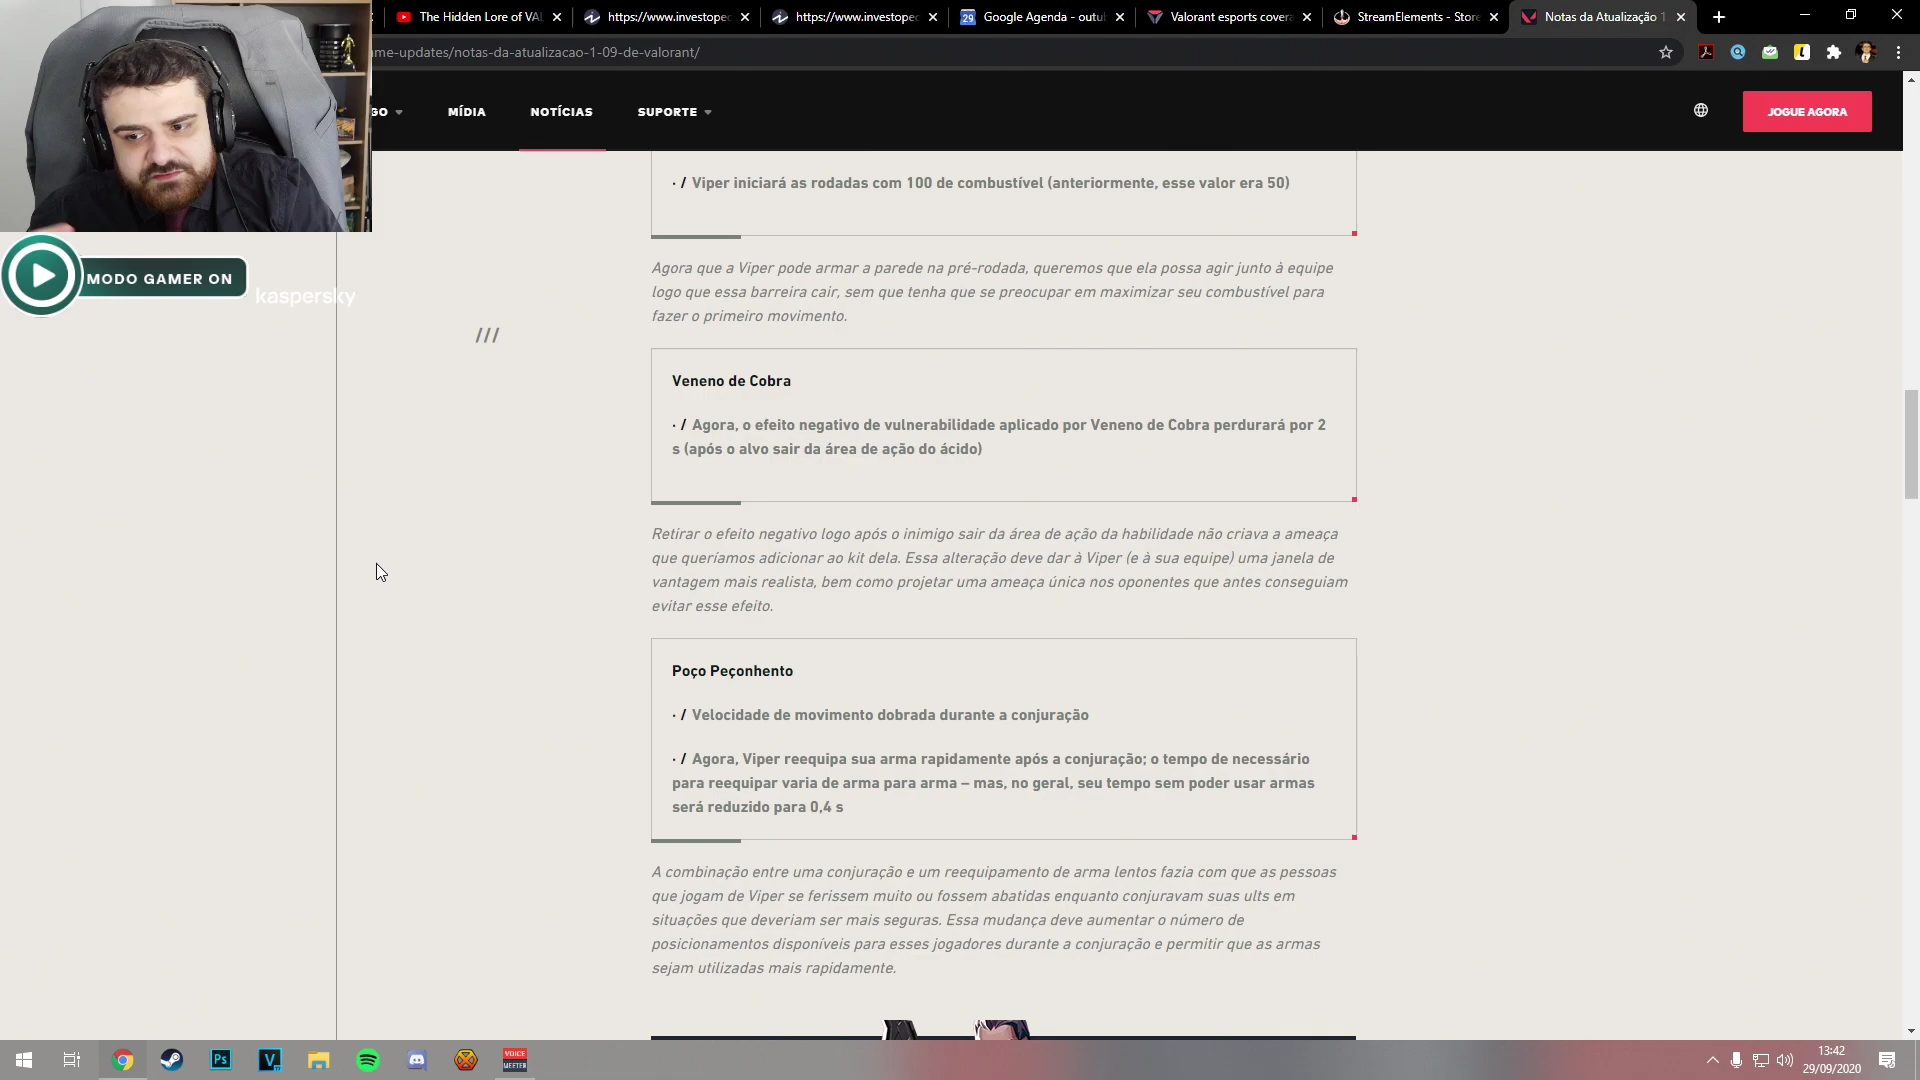 The Hidden Lore of VAL
https://www.investoped
https://www.investoped
29
Google Agenda - outub
Valorant esports covera
StreamElements - Store
Notas da Atualização 1
me-updates/notas-da-atualizacao-1-09-de-valorant/
GO
MÍDIA
NOTÍCIAS
SUPORTE
JOGUE AGORA
· / Viper iniciará as rodadas com 100 de combustível (anteriormente, esse valor era 50)
MODO GAMER ON
kaspersky
Agora que a Viper pode armar a parede na pré-rodada, queremos que ela possa agir junto à equipe
logo que essa barreira cair, sem que tenha que se preocupar em maximizar seu combustível para
fazer o primeiro movimento.
///
Veneno de Cobra
· / Agora, o efeito negativo de vulnerabilidade aplicado por Veneno de Cobra perdurará por 2
s (após o alvo sair da área de ação do ácido)
Retirar o efeito negativo logo após o inimigo sair da área de ação da habilidade não criava a ameaça
que queríamos adicionar ao kit dela. Essa alteração deve dar à Viper (e à sua equipe) uma janela de
vantagem mais realista, bem como projetar uma ameaça única nos oponentes que antes conseguiam
evitar esse efeito.
Poço Peçonhento
· / Velocidade de movimento dobrada durante a conjuração
· / Agora, Viper reequipa sua arma rapidamente após a conjuração; o tempo de necessário
para reequipar varia de arma para arma – mas, no geral, seu tempo sem poder usar armas
será reduzido para 0,4 s
A combinação entre uma conjuração e um reequipamento de arma lentos fazia com que as pessoas
que jogam de Viper se ferissem muito ou fossem abatidas enquanto conjuravam suas ults em
situações que deveriam ser mais seguras. Essa mudança deve aumentar o número de
posicionamentos disponíveis para esses jogadores durante a conjuração e permitir que as armas
sejam utilizadas mais rapidamente.
Ps
V
VOICE
MEETER
13:42
29/09/2020